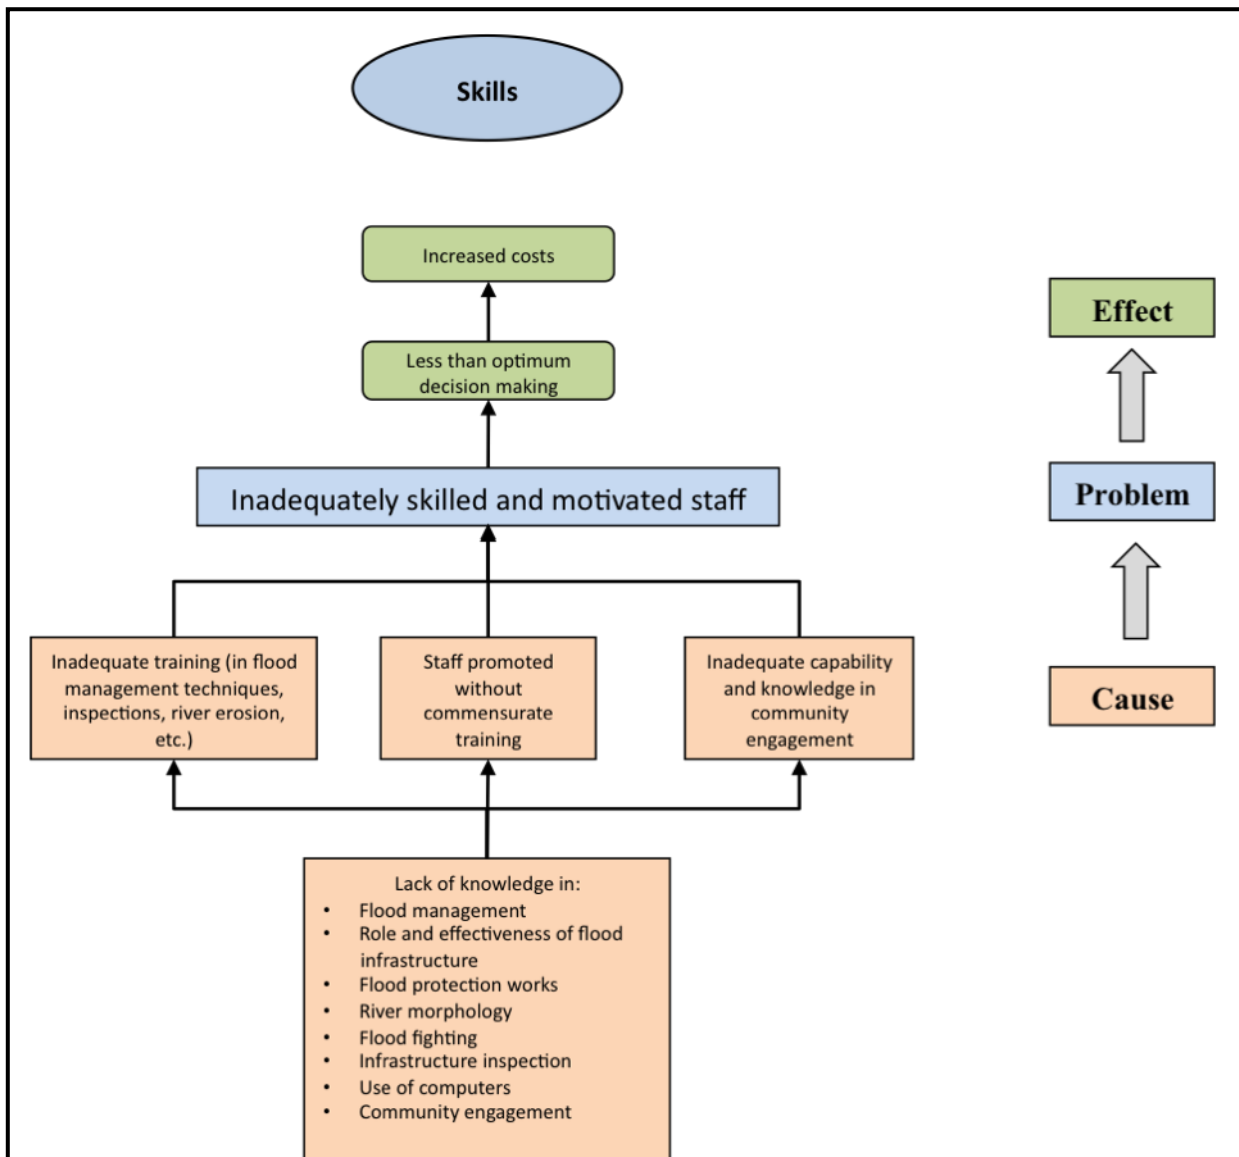 Skills
Increased costs
Less than optimum
decision making
Inadequately skilled and motivated staff
Inadequate training (in flood
management techniques,
inspections, river erosion,
etc.)
Staff promoted
without
commensurate
training
Inadequate capability
and knowledge in
community
engagement
Lack of knowledge in:
• Flood management
• Role and effectiveness of flood
infrastructure
• Flood protection works
• River morphology
• Flood fighting
• Infrastructure inspection
• Use of computers
• Community engagement
Effect
Problem
Cause